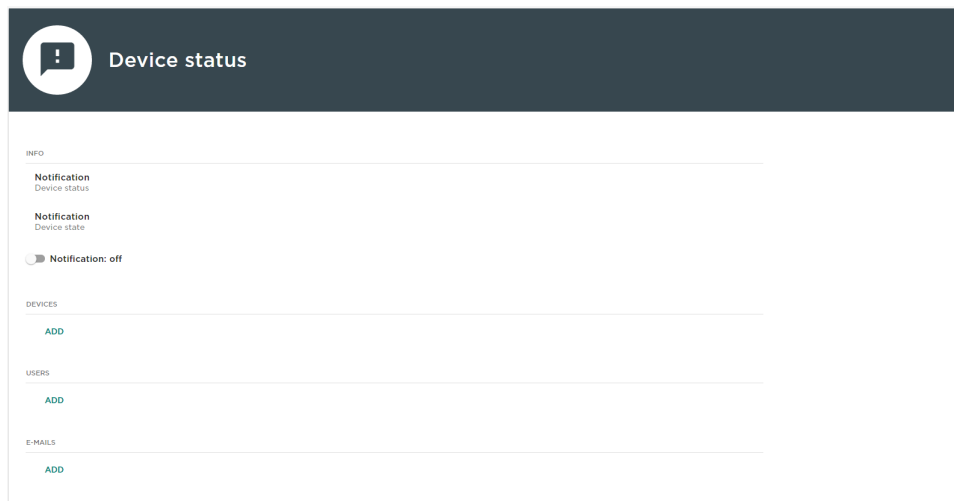 Device status
INFO
Notification
Device status
Notification
Device state
Notification: off
DEVICES
ADD
USERS
ADD
E-MAILS
ADD